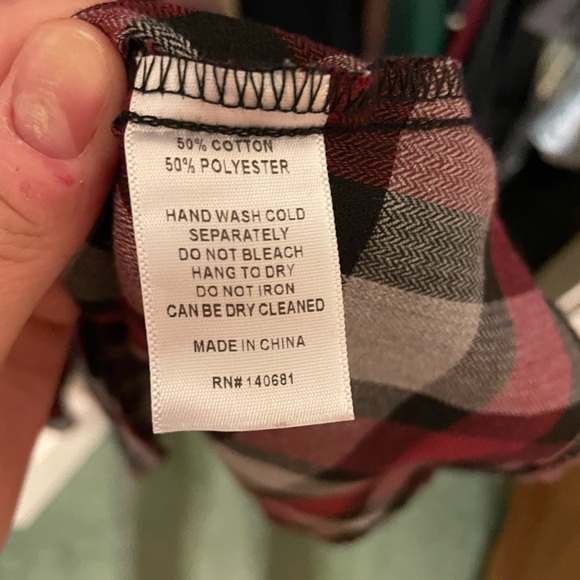 50% COTTON
50% POLYESTER
HAND WASH COLD
SEPARATELY
DO NOT BLEACH
HANG TO DRY
DO NOT IRON
CAN BE DRY CLEANED
MADE IN CHINA
RN# 140681